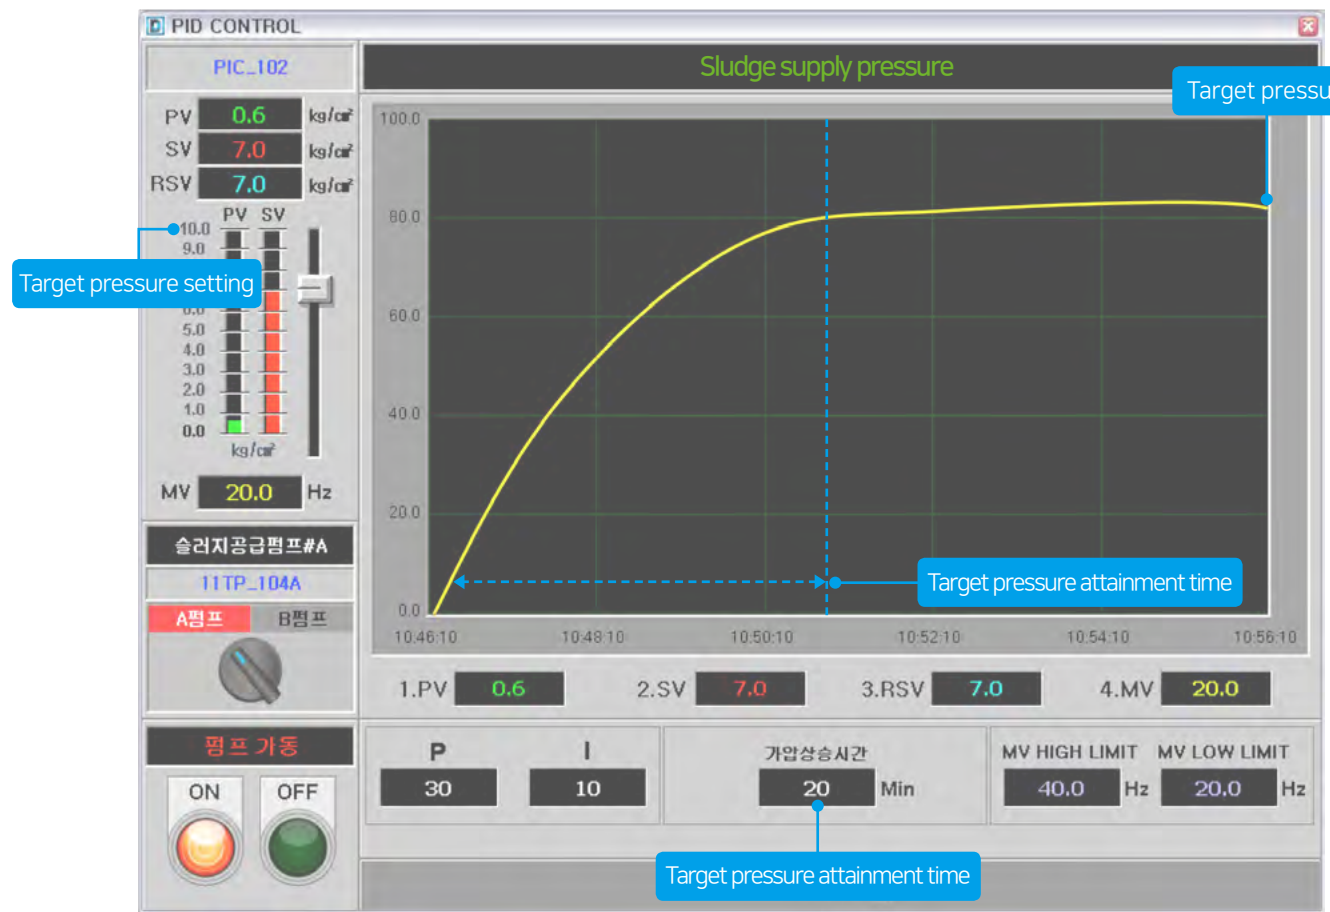 PID CONTROL
PIC_102
Sludge supply pressure
Target pressu
PV 0.6 kg/㎠
SV 7.0 kg/㎠
RSV 7.0 kg/㎠
PV SV
10.0
9.0
Target pressure setting
6.0
5.0
4.0
3.0
2.0
1.0
0.0
kg/㎠
MV 20.0 Hz
100.0
80.0
60.0
40.0
20.0
0.0
Target pressure attainment time
10:46:10 10:48:10 10:50:10 10:52:10 10:54:10 10:56:10
슬러지공급펌프#A
11TP_104A
A펌프 B펌프
1.PV 0.6 2.SV 7.0 3.RSV 7.0 4.MV 20.0
펌프 가동
ON OFF
P I
30 10
가압상승시간
20 Min
MV HIGH LIMIT MV LOW LIMIT
40.0 Hz 20.0 Hz
Target pressure attainment time